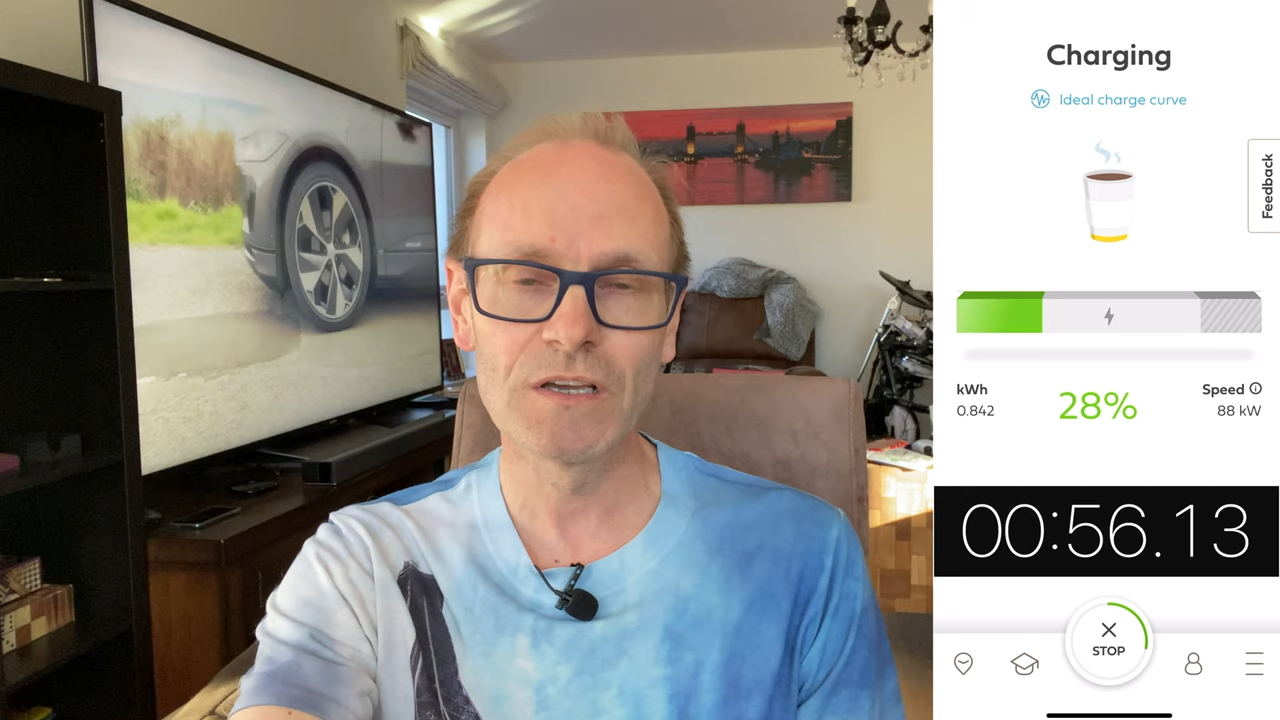 Charging
Ideal charge curve
Feedback
kWh
0.842
28%
Speed
88 kW
00:56.13
STOP